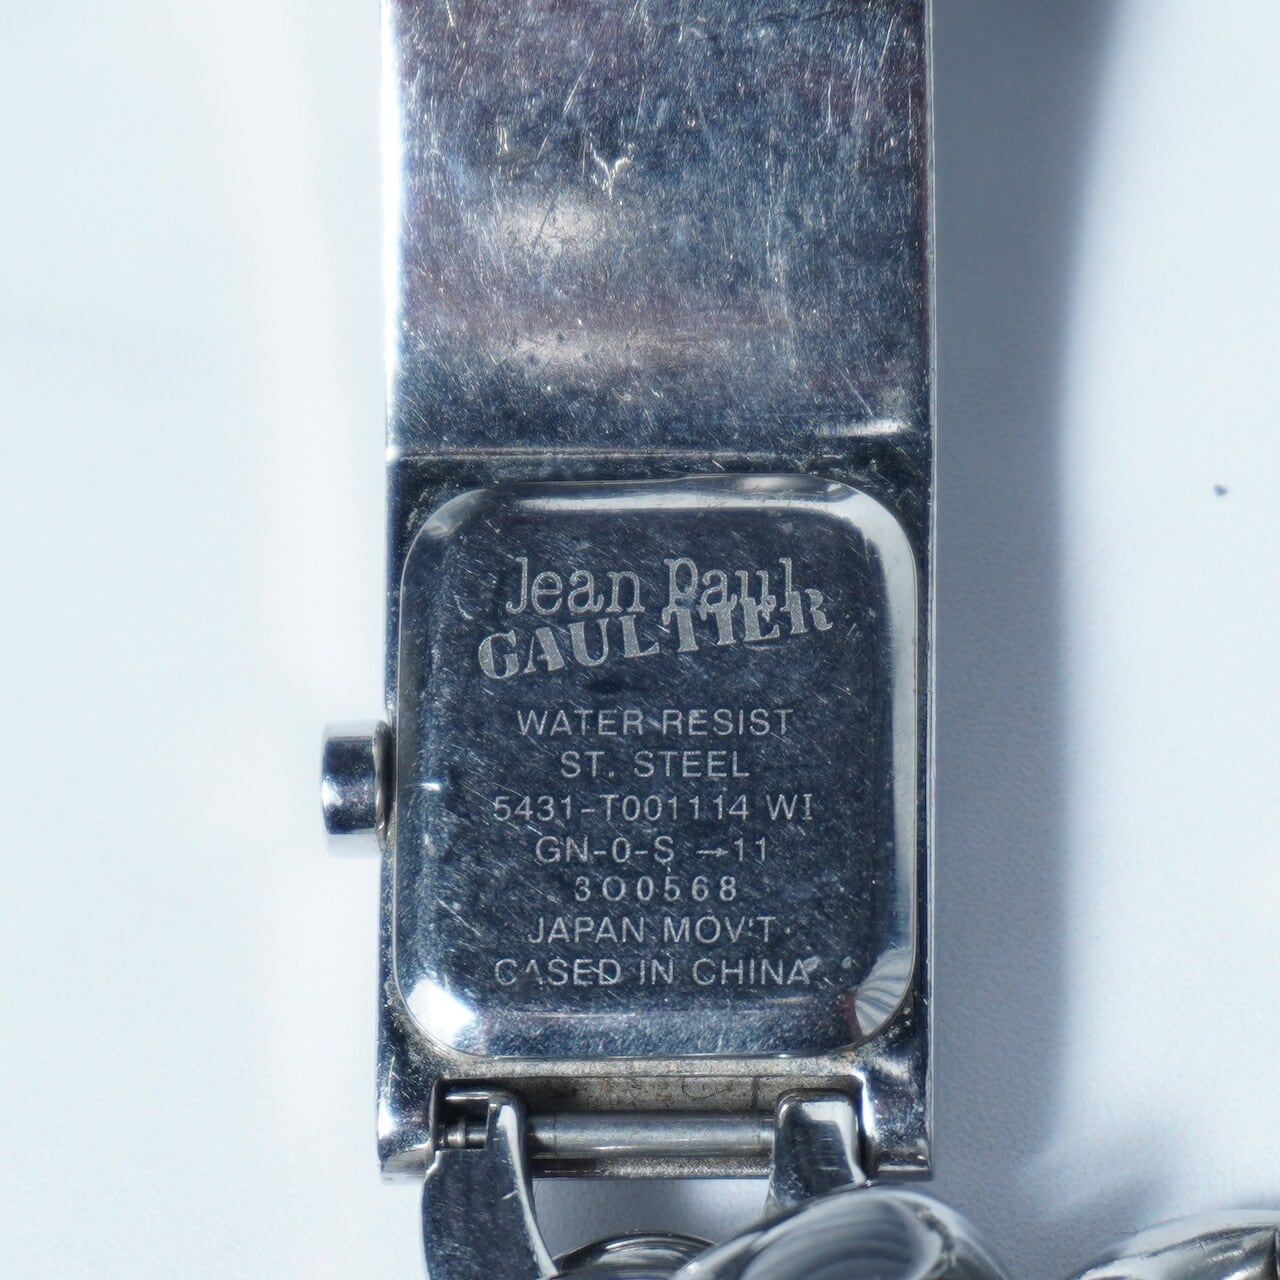 Jean Paul
GAULTIER
WATER RESIST
ST. STEEL
5431-T001114 WI
GN-0-S →11
300568
JAPAN MOV'T
CASED IN CHINA